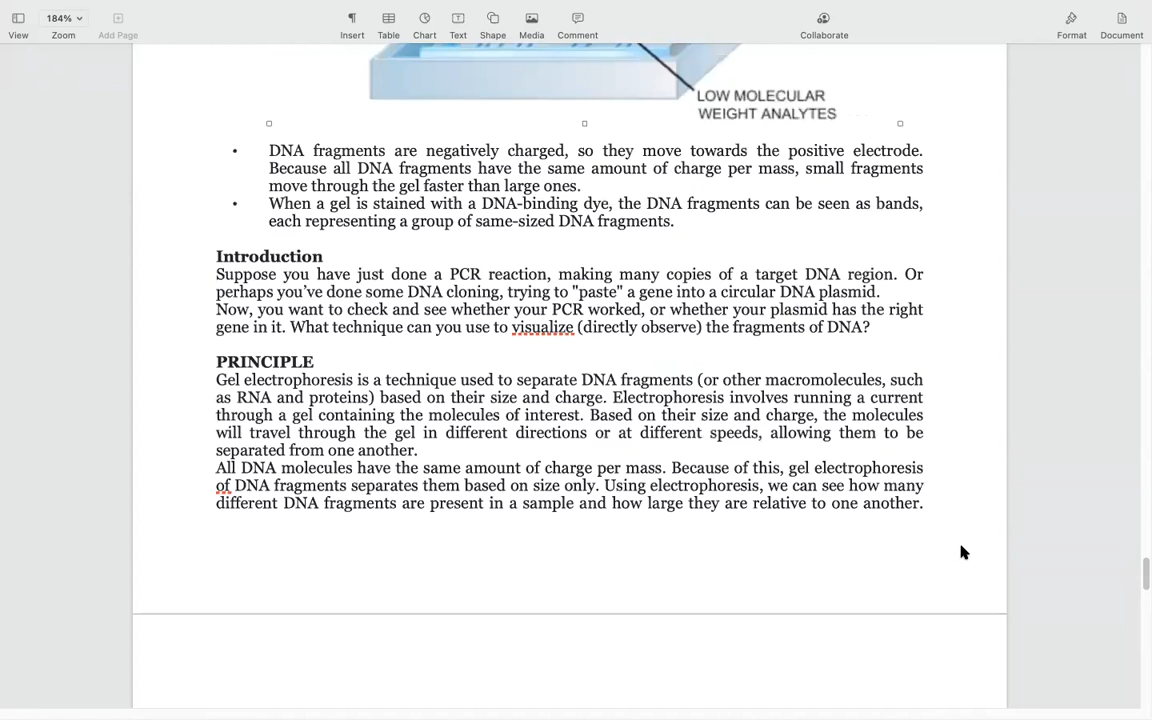 184%
View
Zoom
Add Page
Insert
Table
Chart
Text
Shape
Media
Comment
Collaborate
Format
Document
LOW MOLECULAR
WEIGHT ANALYTES
• DNA fragments are negatively charged, so they move towards the positive electrode.
Because all DNA fragments have the same amount of charge per mass, small fragments
move through the gel faster than large ones.
• When a gel is stained with a DNA-binding dye, the DNA fragments can be seen as bands,
each representing a group of same-sized DNA fragments.
Introduction
Suppose you have just done a PCR reaction, making many copies of a target DNA region. Or
perhaps you’ve done some DNA cloning, trying to "paste" a gene into a circular DNA plasmid.
Now, you want to check and see whether your PCR worked, or whether your plasmid has the right
gene in it. What technique can you use to visualize (directly observe) the fragments of DNA?
PRINCIPLE
Gel electrophoresis is a technique used to separate DNA fragments (or other macromolecules, such
as RNA and proteins) based on their size and charge. Electrophoresis involves running a current
through a gel containing the molecules of interest. Based on their size and charge, the molecules
will travel through the gel in different directions or at different speeds, allowing them to be
separated from one another.
All DNA molecules have the same amount of charge per mass. Because of this, gel electrophoresis
of DNA fragments separates them based on size only. Using electrophoresis, we can see how many
different DNA fragments are present in a sample and how large they are relative to one another.